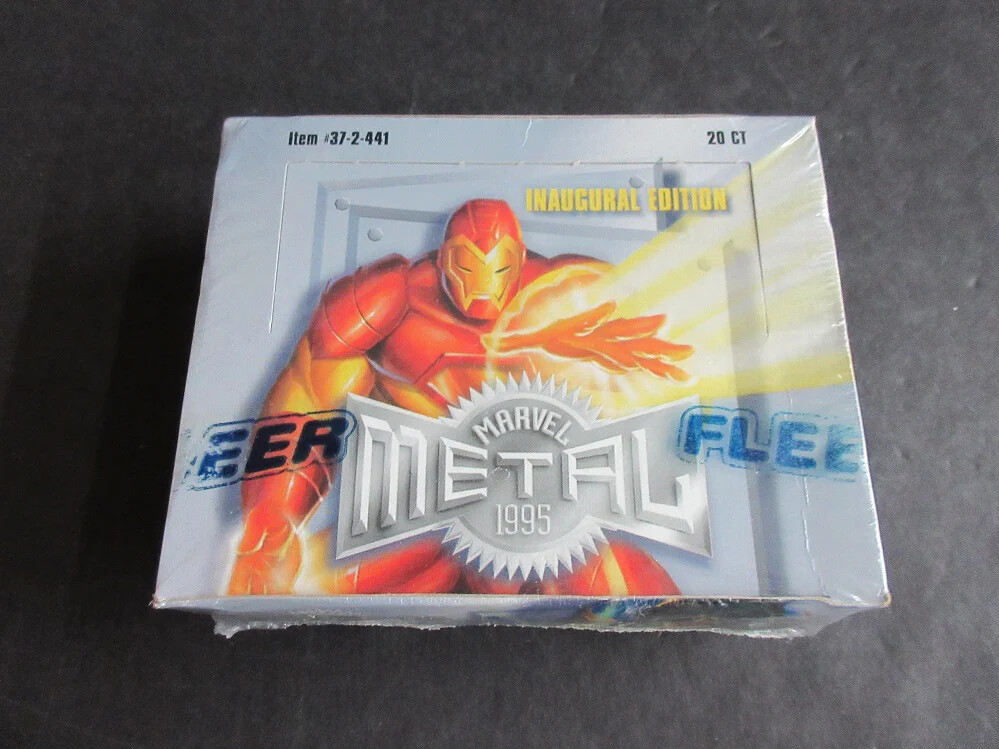 Item #37-2-441
20 CT
INAUGURAL EDITION
EER
FLEE
MARVEL
METAL
1995